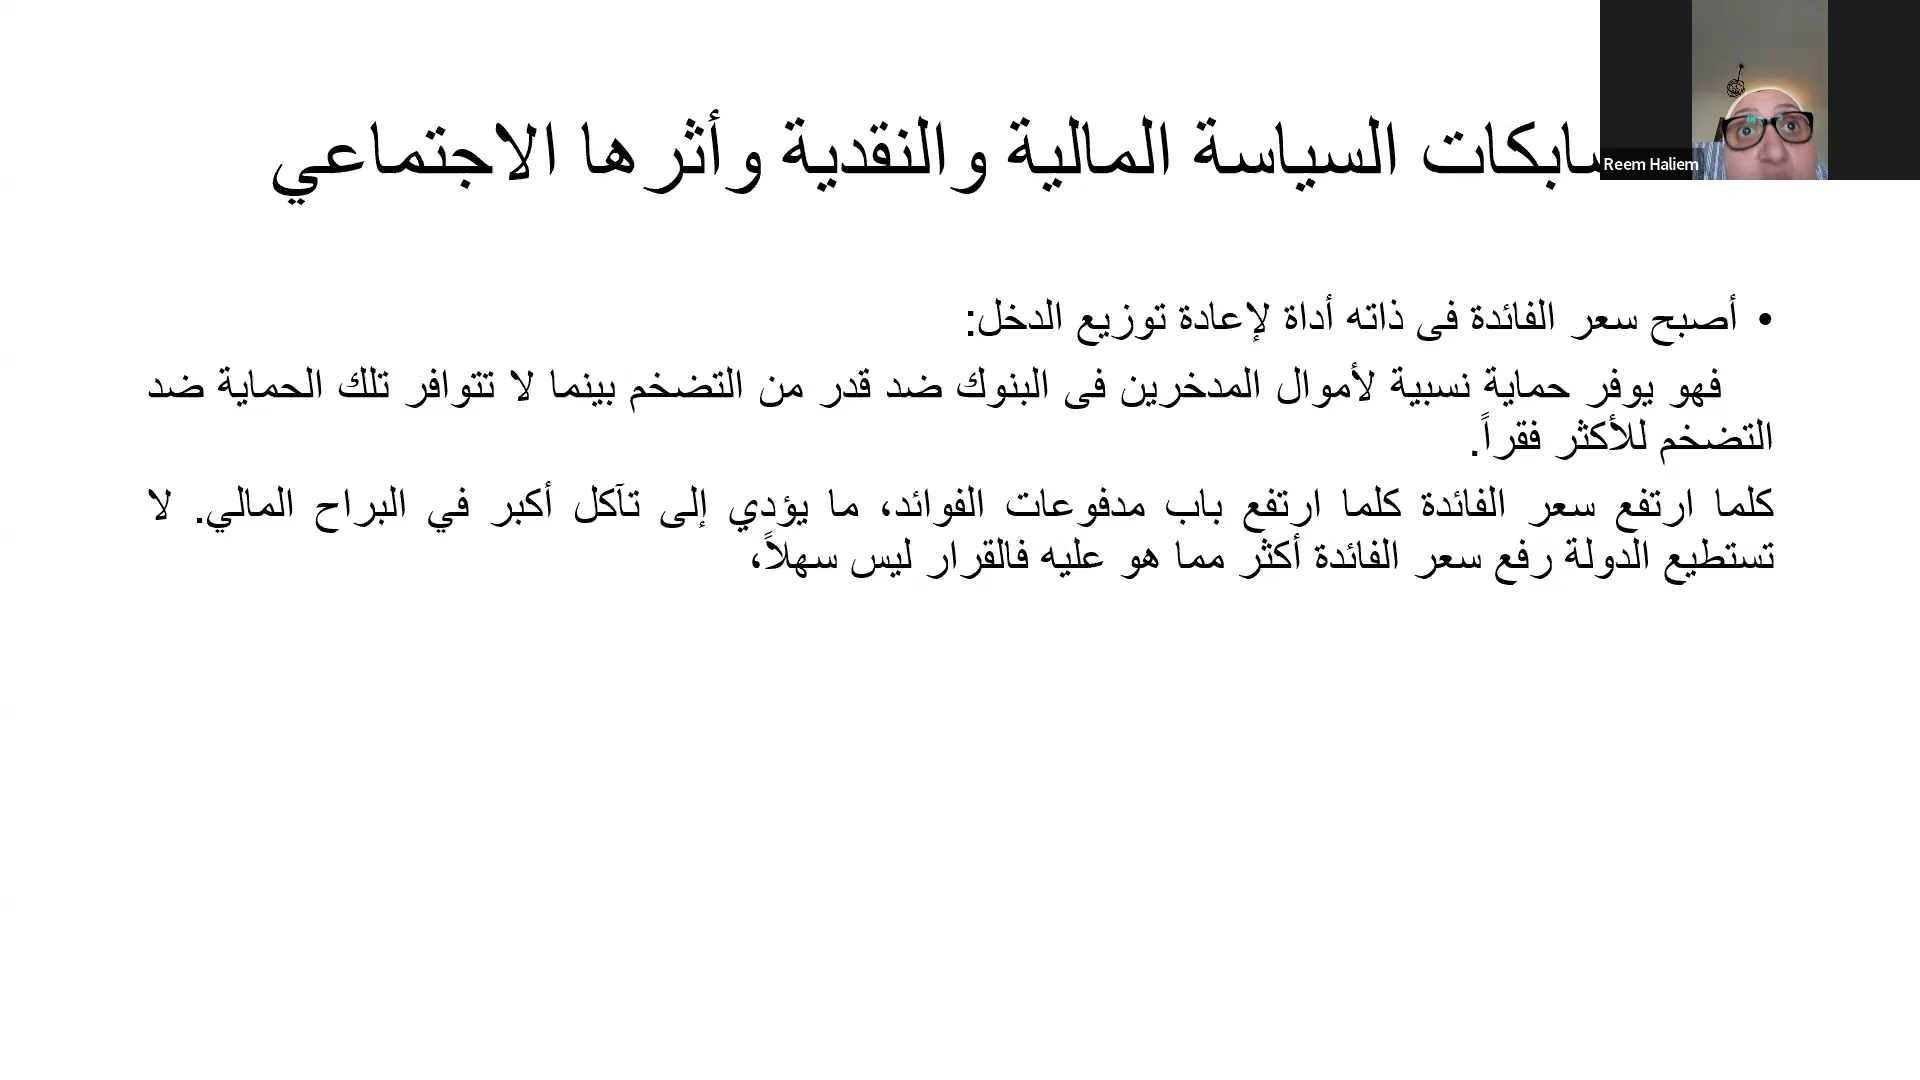 السياسة المالية والنقدية وأثرها الاجتماعي
Reem Haliem
• أصبح سعر الفائدة فى ذاته أداة لإعادة توزيع الدخل:
فهو يوفر حماية نسبية لأموال المدخرين فى البنوك ضد قدر من التضخم بينما لا تتوافر تلك الحماية ضد
التضخم للأكثر فقراً.
كلما ارتفع سعر الفائدة كلما ارتفع باب مدفوعات الفوائد، ما يؤدي إلى تآكل أكبر في البراح المالي. لا
تستطيع الدولة رفع سعر الفائدة أكثر مما هو عليه فالقرار ليس سهلاً،